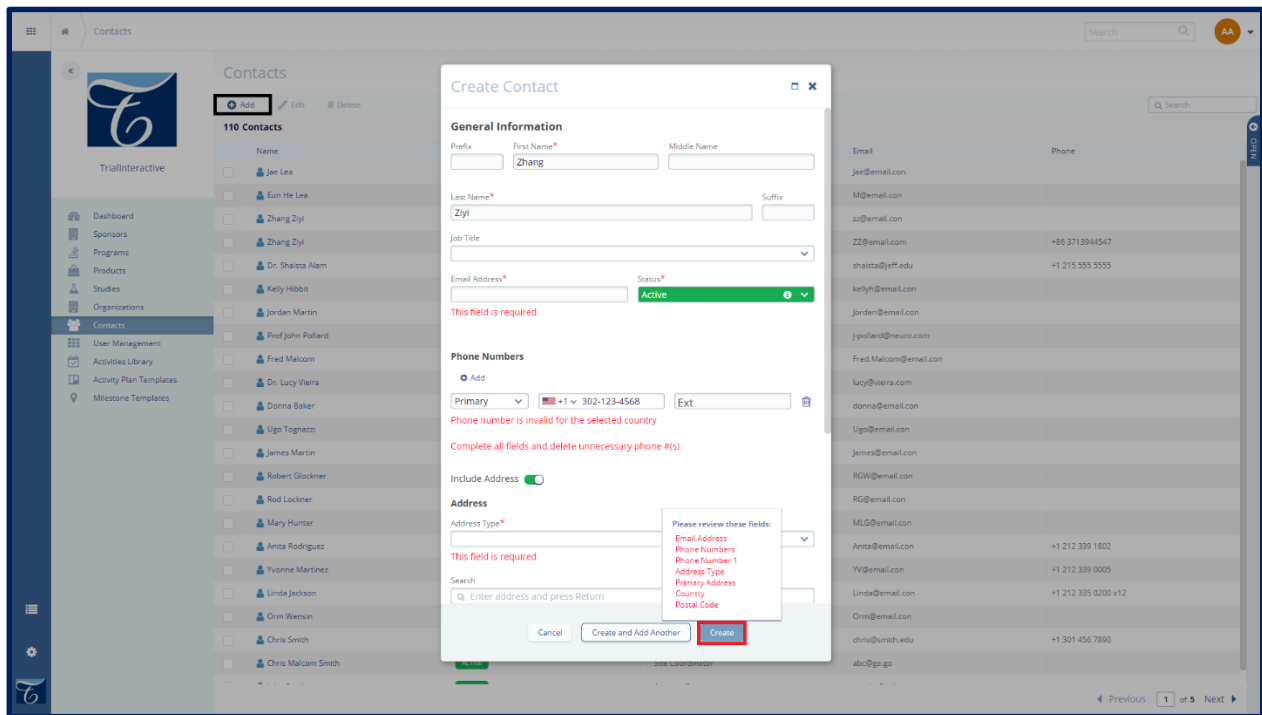 Contacts
Search
AA
TrialInteractive
Dashboard
Sponsors
Programs
Products
Studies
Organizations
Contacts
User Management
Activities Library
Activity Plan Templates
Milestone Templates
Contacts
Add Edit Delete
Search
110 Contacts
OPEN
Name Email Phone
Jae Lea Jae@email.con
Eun He Lea M@email.con
Zhang Ziyi zz@email.con
Zhang Ziyi ZZ@email.com +86 3713944547
Dr. Shaista Alam shaista@jeff.edu +1 215 555 5555
Kelly Hibbit kellyh@email.con
Jordan Martin Jordan@email.con
Prof John Pollard j-pollard@neuro.com
Fred Malcom Fred.Malcom@email.con
Dr. Lucy Vieira lucy@vieira.com
Donna Baker donna@email.con
Ugo Tognazzi Ugo@email.con
James Martin James@email.con
Robert Glockner RGW@email.con
Rod Lockner RG@email.con
Mary Hunter MLG@email.con
Anita Rodriguez Anita@email.con +1 212 339 1802
Yvonne Martinez YV@email.con +1 212 339 0005
Linda Jackson Linda@email.con +1 212 335 0200 x12
Orm Wensin Orm@email.con
Chris Smith chris@smith.edu +1 301 456 7890
Chris Malcom Smith ACTIVE Site Coordinator abc@ge.go
Create Contact
General Information
Prefix First Name* Middle Name
Zhang
Last Name* Suffix
Ziyi
Job Title
Email Address* Status*
Active
This field is required
Phone Numbers
Add
Primary +1 302-123-4568 Ext
Phone number is invalid for the selected country
Complete all fields and delete unnecessary phone #(s)
Include Address
Address
Address Type*
This field is required
Search
Enter address and press Return
Please review these fields:
Email Address
Phone Numbers
Phone Number 1
Address Type
Primary Address
Country
Postal Code
Cancel Create and Add Another Create
Previous 1 of 5 Next